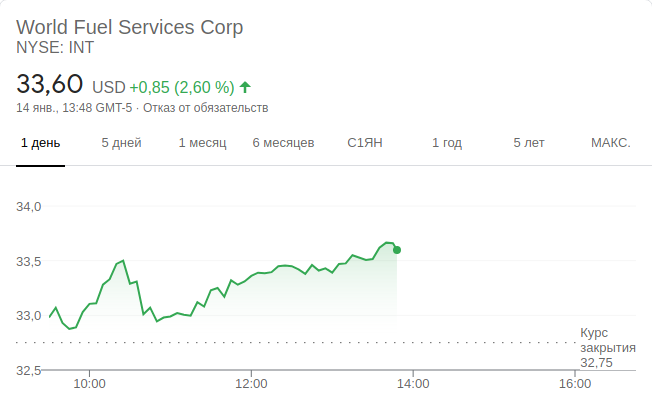 World Fuel Services Corp
NYSE: INT
33,60 USD +0,85 (2,60 %)
14 янв., 13:48 GMT-5 · Отказ от обязательств
1 день 5 дней 1 месяц 6 месяцев С1ЯН 1 год 5 лет МАКС.
34,0
33,5
33,0
Курс
закрытия
32,75
32,5
10:00 12:00 14:00 16:00